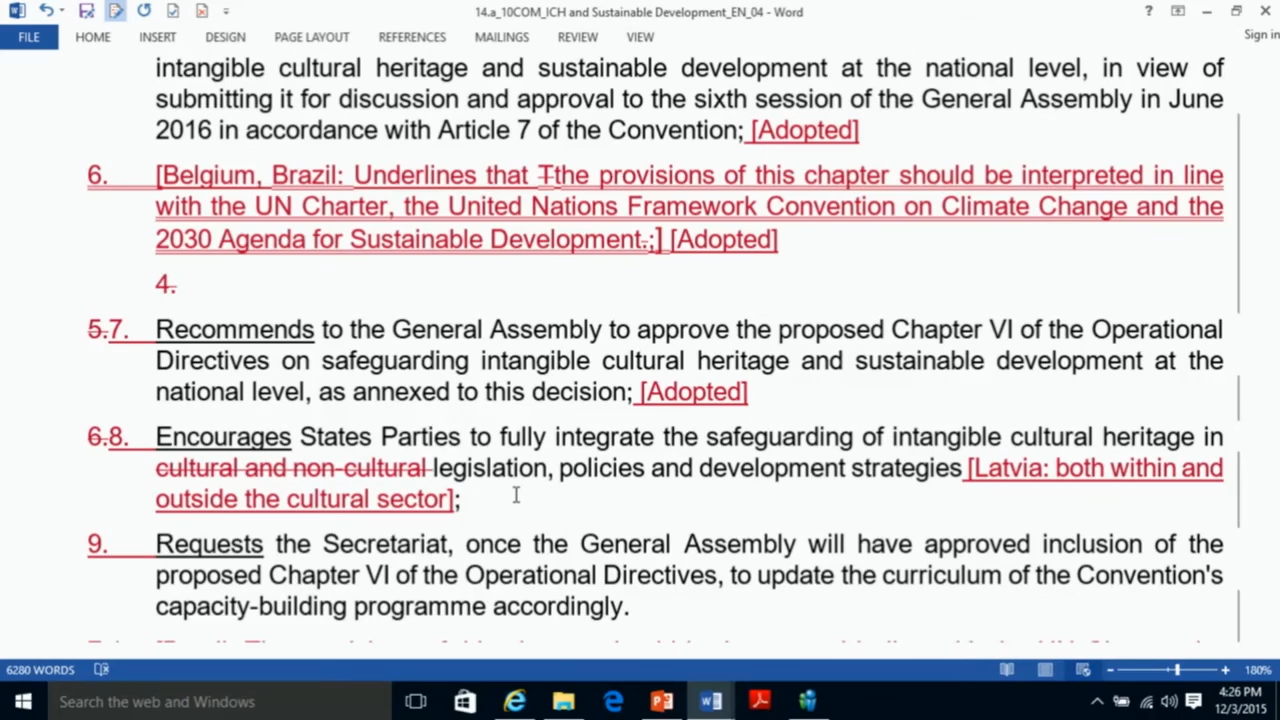 14.a_10COM_ICH and Sustainable Development_EN_04 - Word
?
FILE HOME INSERT DESIGN PAGE LAYOUT REFERENCES MAILINGS REVIEW VIEW Sign in
intangible cultural heritage and sustainable development at the national level, in view of
submitting it for discussion and approval to the sixth session of the General Assembly in June
2016 in accordance with Article 7 of the Convention; [Adopted]
6. [Belgium, Brazil: Underlines that Tthe provisions of this chapter should be interpreted in line
with the UN Charter, the United Nations Framework Convention on Climate Change and the
2030 Agenda for Sustainable Development.;] [Adopted]
4.
5.7. Recommends to the General Assembly to approve the proposed Chapter VI of the Operational
Directives on safeguarding intangible cultural heritage and sustainable development at the
national level, as annexed to this decision; [Adopted]
6.8. Encourages States Parties to fully integrate the safeguarding of intangible cultural heritage in
cultural and non-cultural legislation, policies and development strategies [Latvia: both within and
outside the cultural sector];
9. Requests the Secretariat, once the General Assembly will have approved inclusion of the
proposed Chapter VI of the Operational Directives, to update the curriculum of the Convention's
capacity-building programme accordingly.
6280 WORDS 180%
Search the web and Windows
4:26 PM
12/3/2015